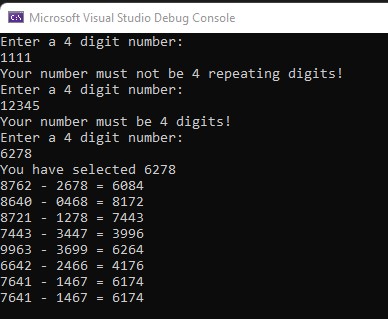 Microsoft Visual Studio Debug Console
Enter a 4 digit number:
1111
Your number must not be 4 repeating digits!
Enter a 4 digit number:
12345
Your number must be 4 digits!
Enter a 4 digit number:
6278
You have selected 6278
8762 - 2678 = 6084
8640 - 0468 = 8172
8721 - 1278 = 7443
7443 - 3447 = 3996
9963 - 3699 = 6264
6642 - 2466 = 4176
7641 - 1467 = 6174
7641 - 1467 = 6174